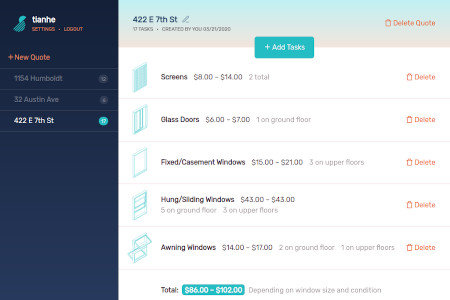 tianhe
SETTINGS • LOGOUT
+ New Quote
1154 Humboldt
32 Austin Ave
422 E 7th St 17
422 E 7th St
17 TASKS • CREATED BY YOU 03/21/2020
Delete Quote
+ Add Tasks
Screens $8.00 – $14.00 2 total Delete
Glass Doors $6.00 – $7.00 1 on ground floor Delete
Fixed/Casement Windows $15.00 – $21.00 3 on upper floors Delete
Hung/Sliding Windows $43.00 – $43.00
5 on ground floor 3 on upper floors Delete
Awning Windows $14.00 – $17.00 2 on ground floor 1 on upper floors Delete
Total: $86.00 – $102.00 Depending on window size and condition